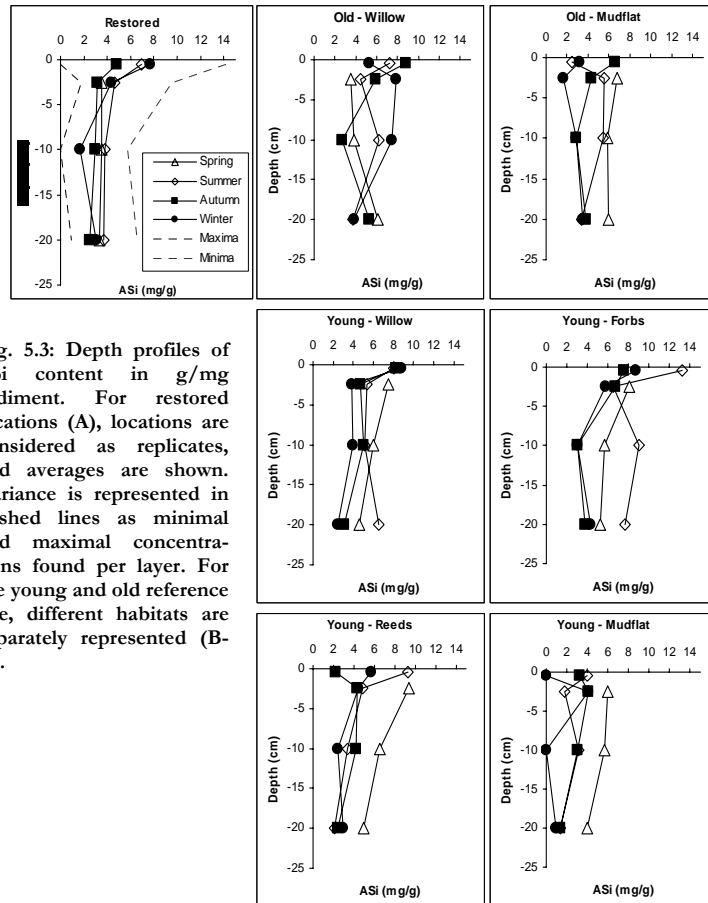 Restored
0 2 4 6 8 10 12 14
0
-5
-10
-15
-20
-25
Spring
Summer
Autumn
Winter
Maxima
Minima
ASi (mg/g)
Old - Willow
0 2 4 6 8 10 12 14
0
-5
-10
-15
-20
-25
Depth (cm)
ASi (mg/g)
Old - Mudflat
0 2 4 6 8 10 12 14
0
-5
-10
-15
-20
-25
Depth (cm)
ASi (mg/g)
g. 5.3: Depth profiles of
i content in g/mg
diment. For restored
cations (A), locations are
nsidered as replicates,
d averages are shown.
ariance is represented in
shed lines as minimal
d maximal concentra-
ns found per layer. For
e young and old reference
e, different habitats are
parately represented (B-
.
Young - Willow
0 2 4 6 8 10 12 14
0
-5
-10
-15
-20
-25
Depth (cm)
ASi (mg/g)
Young - Forbs
0 2 4 6 8 10 12 14
0
-5
-10
-15
-20
-25
Depth (cm)
ASi (mg/g)
Young - Reeds
0 2 4 6 8 10 12 14
0
-5
-10
-15
-20
-25
Depth (cm)
ASi (mg/g)
Young - Mudflat
0 2 4 6 8 10 12 14
0
-5
-10
-15
-20
-25
Depth (cm)
ASi (mg/g)